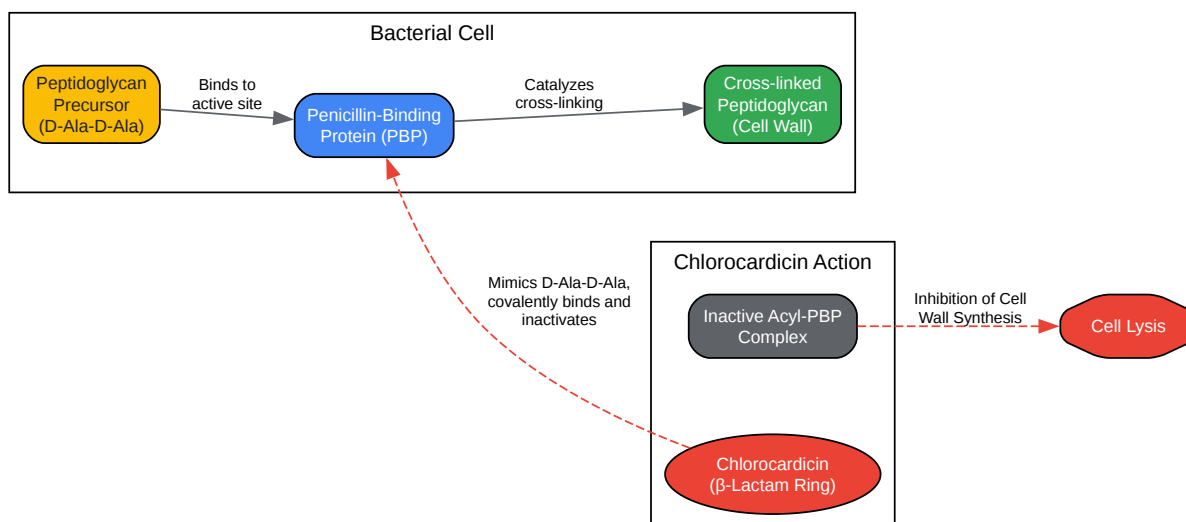 Bacterial Cell
Peptidoglycan
Precursor
(D-Ala-D-Ala)
Binds to
active site
Penicillin-Binding
Protein (PBP)
Catalyzes
cross-linking
Cross-linked
Peptidoglycan
(Cell Wall)
Mimics D-Ala-D-Ala,
covalently binds and
inactivates
Chlorocardicin Action
Inactive Acyl-PBP
Complex
Inhibition of Cell
Wall Synthesis
Cell Lysis
Chlorocardicin
(β-Lactam Ring)